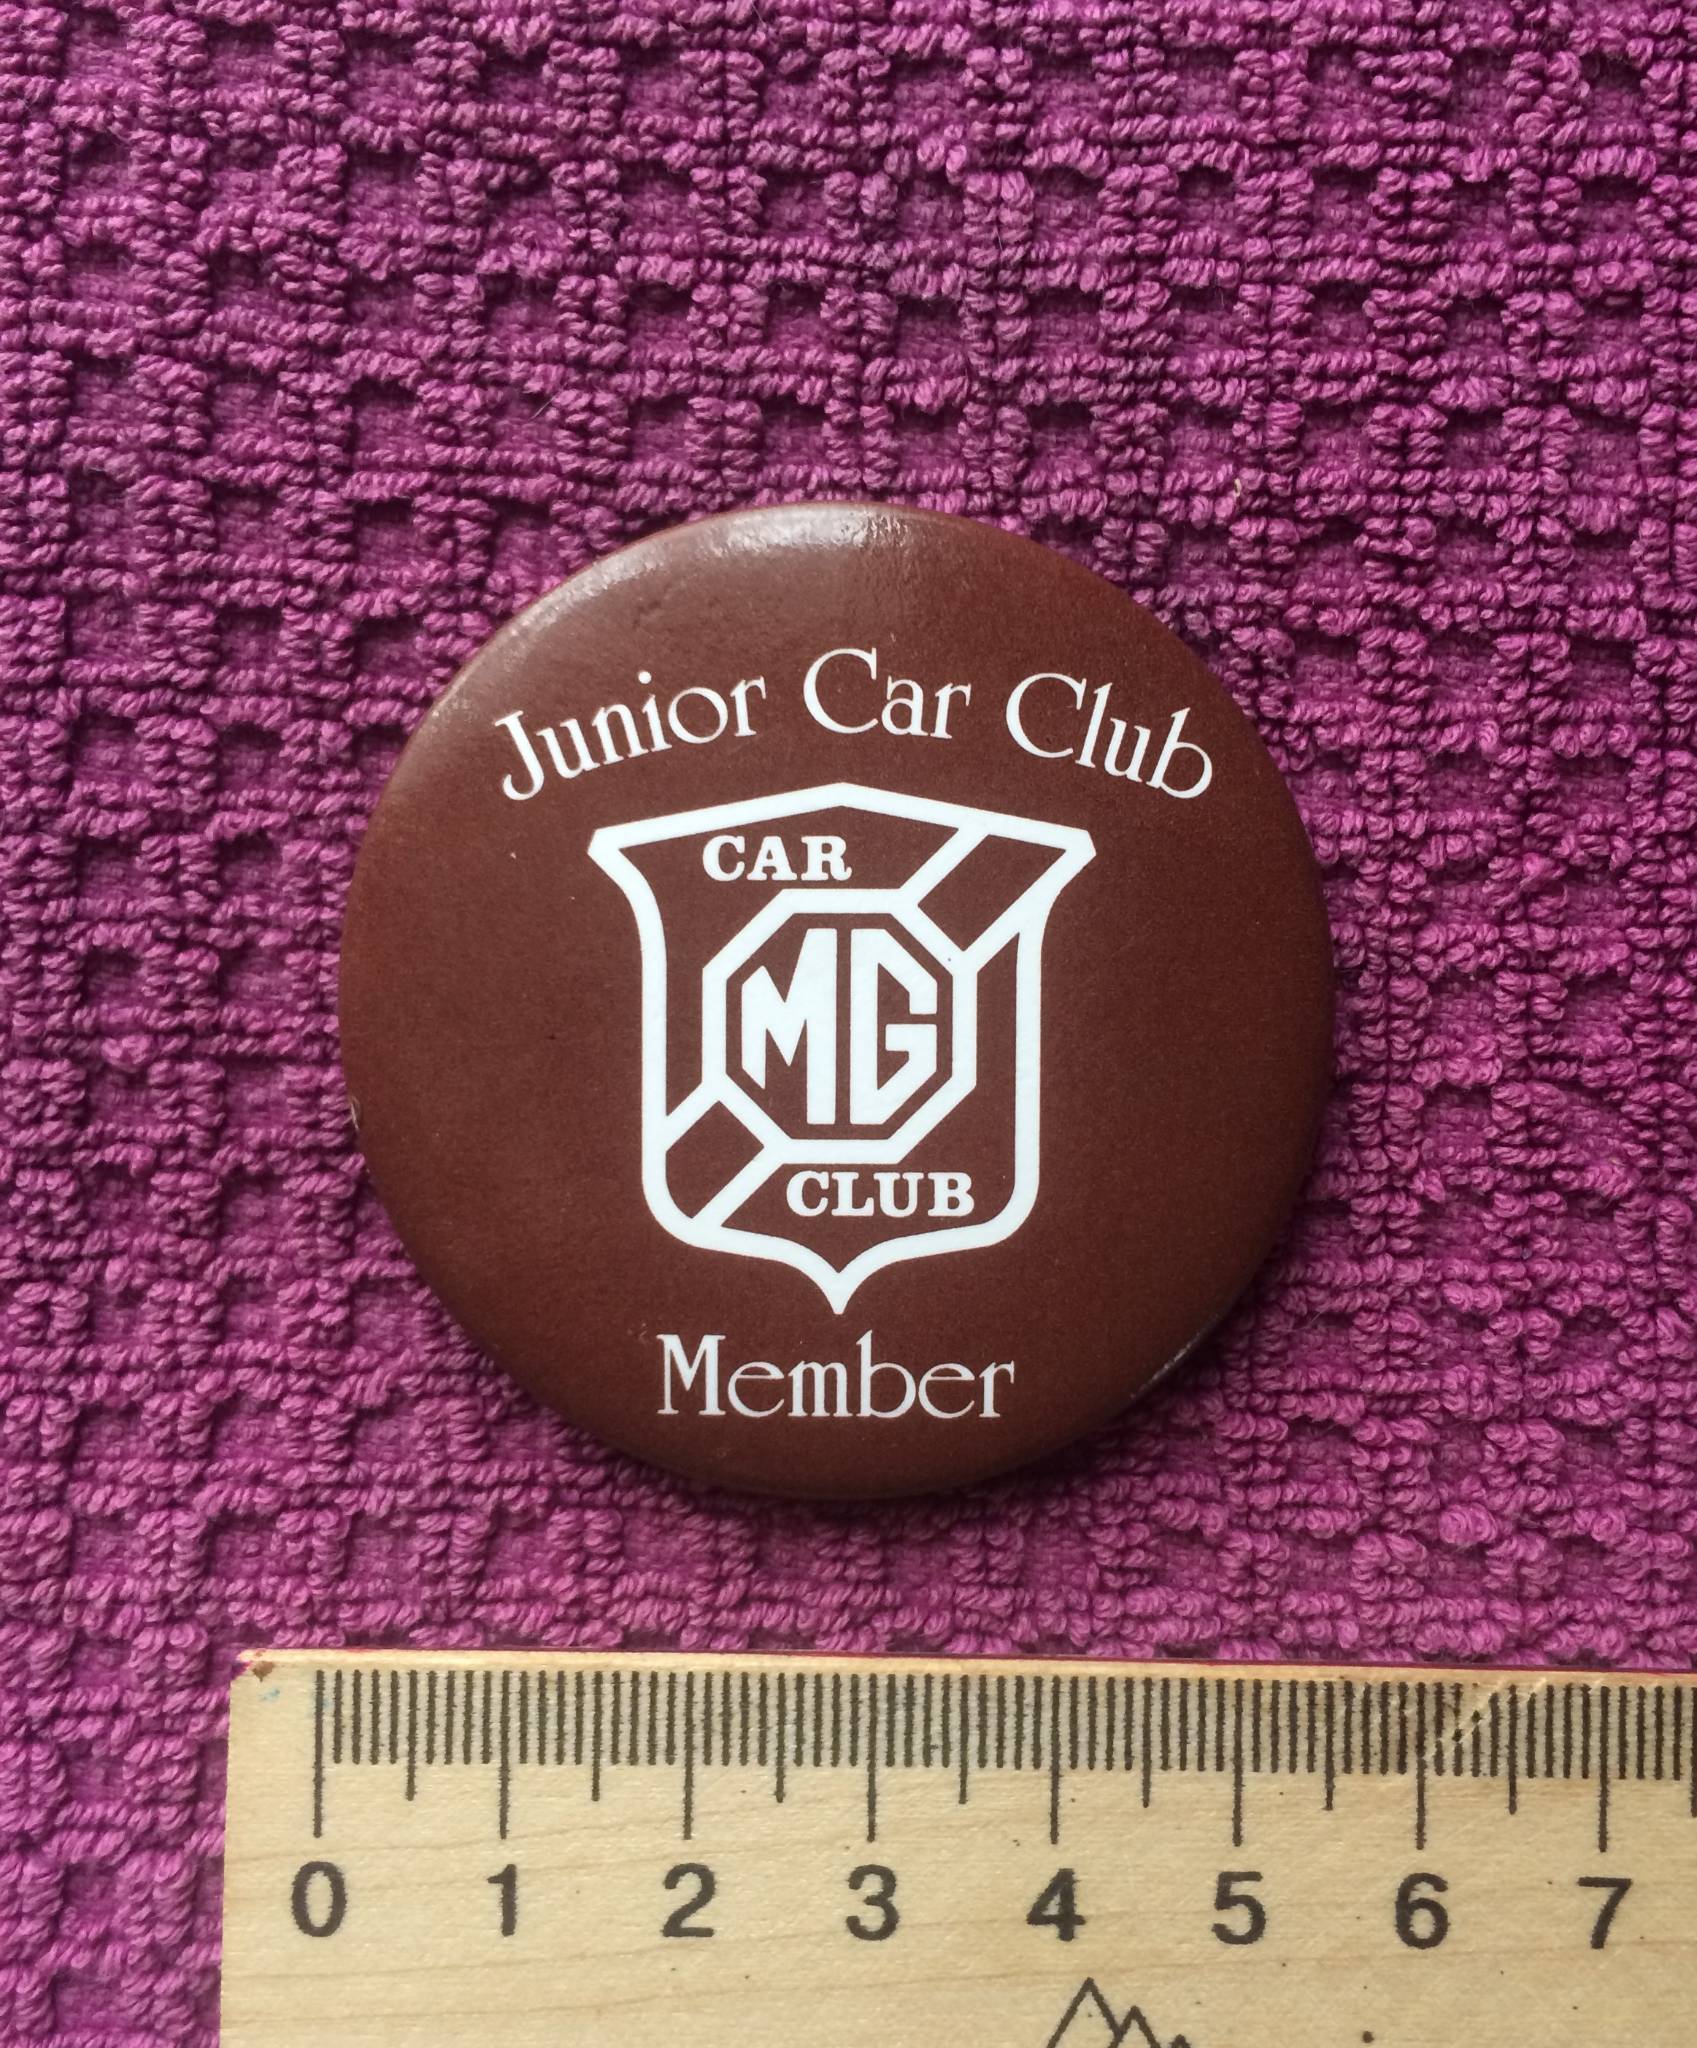 Junior Car Club
CAR
MG
CLUB
Member
0 1 2 3 4 5 6 7